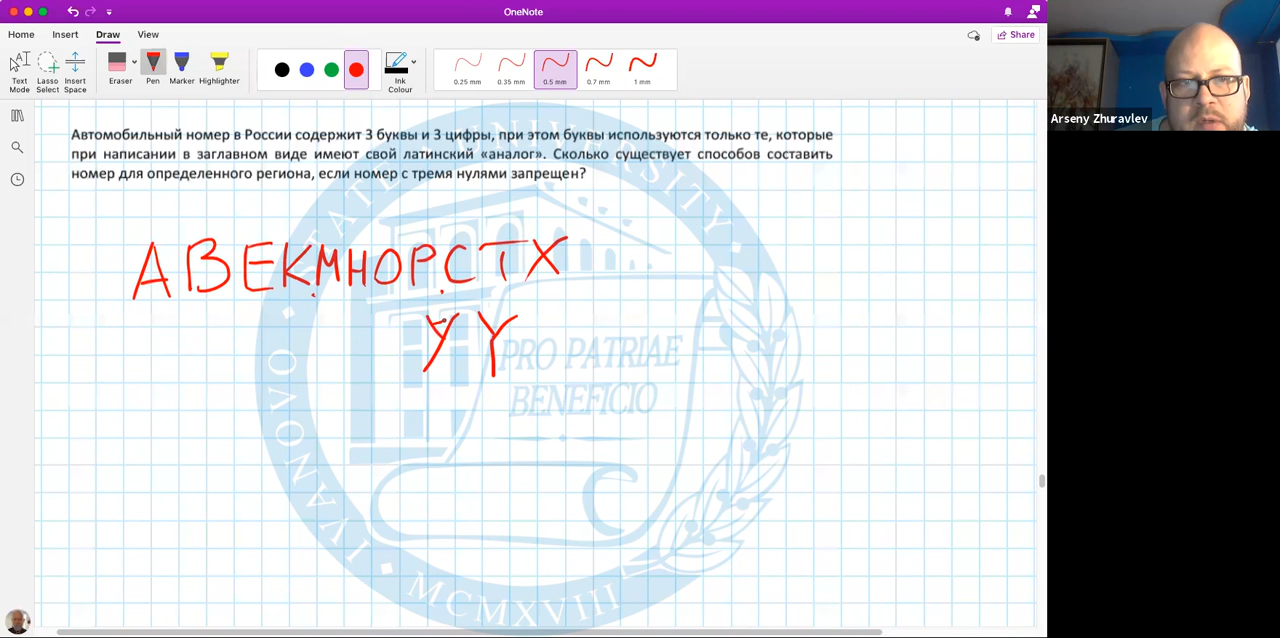 OneNote
Home Insert Draw View
Share
Text Mode
Lasso Select
Insert Space
Eraser
Pen
Marker
Highlighter
Ink Colour
0.25 mm
0.35 mm
0.5 mm
0.7 mm
1 mm
Arseny Zhuravlev
Автомобильный номер в России содержит 3 буквы и 3 цифры, при этом буквы используются только те, которые
при написании в заглавном виде имеют свой латинский «аналог». Сколько существует способов составить
номер для определенного региона, если номер с тремя нулями запрещен?
АВЕКМНОРСТХ
У Y
PRO PATRIAE
BENEFICIO
IVANOVO STATE UNIVERSITY
MCMXVIII